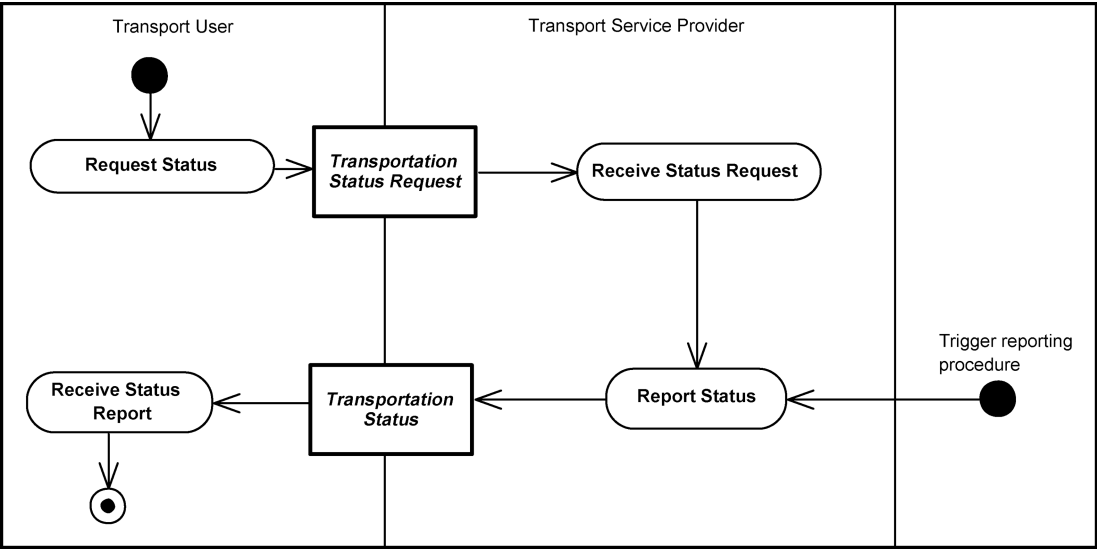 Transport User
Transport Service Provider
Request Status
Transportation
Status Request
Receive Status Request
Trigger reporting
procedure
Receive Status
Report
Transportation
Status
Report Status